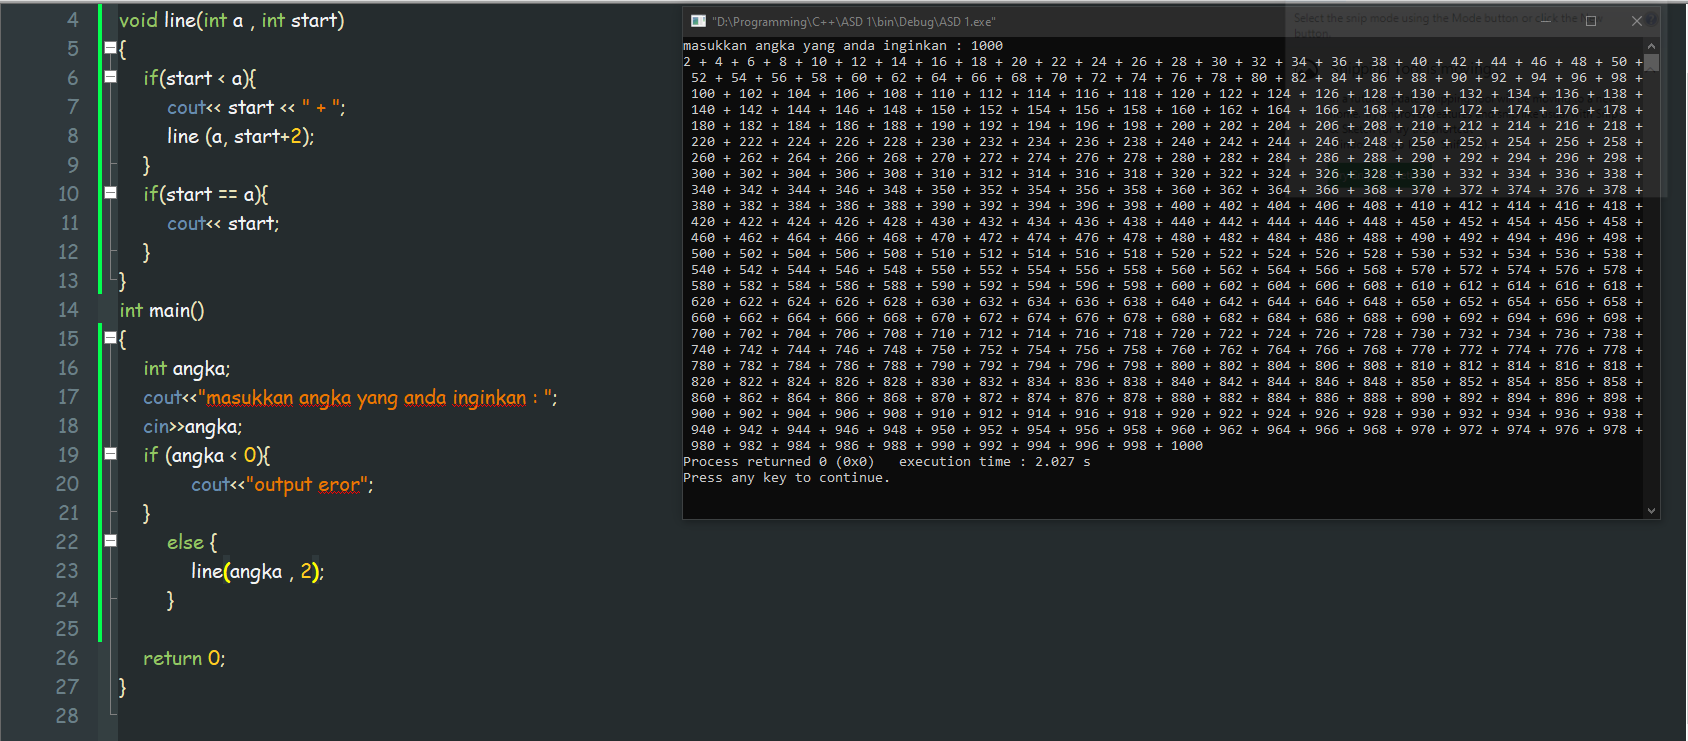 4 void line(int a , int start)
5 {
6 if(start < a){
7 cout<< start << " + ";
8 line (a, start+2);
9 }
10 if(start == a){
11 cout<< start;
12 }
13 }
14 int main()
15 {
16 int angka;
17 cout<<"masukkan angka yang anda inginkan : ";
18 cin>>angka;
19 if (angka < 0){
20 cout<<"output eror";
21 }
22 else {
23 line(angka , 2);
24 }
25
26 return 0;
27 }
28
"D:\Programming\C++\ASD 1\bin\Debug\ASD 1.exe"
Select the snip mode using the Mode button or click the New
button.
masukkan angka yang anda inginkan : 1000
2 + 4 + 6 + 8 + 10 + 12 + 14 + 16 + 18 + 20 + 22 + 24 + 26 + 28 + 30 + 32 + 34 + 36 + 38 + 40 + 42 + 44 + 46 + 48 + 50 +
52 + 54 + 56 + 58 + 60 + 62 + 64 + 66 + 68 + 70 + 72 + 74 + 76 + 78 + 80 + 82 + 84 + 86 + 88 + 90 + 92 + 94 + 96 + 98 +
100 + 102 + 104 + 106 + 108 + 110 + 112 + 114 + 116 + 118 + 120 + 122 + 124 + 126 + 128 + 130 + 132 + 134 + 136 + 138 +
140 + 142 + 144 + 146 + 148 + 150 + 152 + 154 + 156 + 158 + 160 + 162 + 164 + 166 + 168 + 170 + 172 + 174 + 176 + 178 +
180 + 182 + 184 + 186 + 188 + 190 + 192 + 194 + 196 + 198 + 200 + 202 + 204 + 206 + 208 + 210 + 212 + 214 + 216 + 218 +
220 + 222 + 224 + 226 + 228 + 230 + 232 + 234 + 236 + 238 + 240 + 242 + 244 + 246 + 248 + 250 + 252 + 254 + 256 + 258 +
260 + 262 + 264 + 266 + 268 + 270 + 272 + 274 + 276 + 278 + 280 + 282 + 284 + 286 + 288 + 290 + 292 + 294 + 296 + 298 +
300 + 302 + 304 + 306 + 308 + 310 + 312 + 314 + 316 + 318 + 320 + 322 + 324 + 326 + 328 + 330 + 332 + 334 + 336 + 338 +
340 + 342 + 344 + 346 + 348 + 350 + 352 + 354 + 356 + 358 + 360 + 362 + 364 + 366 + 368 + 370 + 372 + 374 + 376 + 378 +
380 + 382 + 384 + 386 + 388 + 390 + 392 + 394 + 396 + 398 + 400 + 402 + 404 + 406 + 408 + 410 + 412 + 414 + 416 + 418 +
420 + 422 + 424 + 426 + 428 + 430 + 432 + 434 + 436 + 438 + 440 + 442 + 444 + 446 + 448 + 450 + 452 + 454 + 456 + 458 +
460 + 462 + 464 + 466 + 468 + 470 + 472 + 474 + 476 + 478 + 480 + 482 + 484 + 486 + 488 + 490 + 492 + 494 + 496 + 498 +
500 + 502 + 504 + 506 + 508 + 510 + 512 + 514 + 516 + 518 + 520 + 522 + 524 + 526 + 528 + 530 + 532 + 534 + 536 + 538 +
540 + 542 + 544 + 546 + 548 + 550 + 552 + 554 + 556 + 558 + 560 + 562 + 564 + 566 + 568 + 570 + 572 + 574 + 576 + 578 +
580 + 582 + 584 + 586 + 588 + 590 + 592 + 594 + 596 + 598 + 600 + 602 + 604 + 606 + 608 + 610 + 612 + 614 + 616 + 618 +
620 + 622 + 624 + 626 + 628 + 630 + 632 + 634 + 636 + 638 + 640 + 642 + 644 + 646 + 648 + 650 + 652 + 654 + 656 + 658 +
660 + 662 + 664 + 666 + 668 + 670 + 672 + 674 + 676 + 678 + 680 + 682 + 684 + 686 + 688 + 690 + 692 + 694 + 696 + 698 +
700 + 702 + 704 + 706 + 708 + 710 + 712 + 714 + 716 + 718 + 720 + 722 + 724 + 726 + 728 + 730 + 732 + 734 + 736 + 738 +
740 + 742 + 744 + 746 + 748 + 750 + 752 + 754 + 756 + 758 + 760 + 762 + 764 + 766 + 768 + 770 + 772 + 774 + 776 + 778 +
780 + 782 + 784 + 786 + 788 + 790 + 792 + 794 + 796 + 798 + 800 + 802 + 804 + 806 + 808 + 810 + 812 + 814 + 816 + 818 +
820 + 822 + 824 + 826 + 828 + 830 + 832 + 834 + 836 + 838 + 840 + 842 + 844 + 846 + 848 + 850 + 852 + 854 + 856 + 858 +
860 + 862 + 864 + 866 + 868 + 870 + 872 + 874 + 876 + 878 + 880 + 882 + 884 + 886 + 888 + 890 + 892 + 894 + 896 + 898 +
900 + 902 + 904 + 906 + 908 + 910 + 912 + 914 + 916 + 918 + 920 + 922 + 924 + 926 + 928 + 930 + 932 + 934 + 936 + 938 +
940 + 942 + 944 + 946 + 948 + 950 + 952 + 954 + 956 + 958 + 960 + 962 + 964 + 966 + 968 + 970 + 972 + 974 + 976 + 978 +
980 + 982 + 984 + 986 + 988 + 990 + 992 + 994 + 996 + 998 + 1000
Process returned 0 (0x0)   execution time : 2.027 s
Press any key to continue.